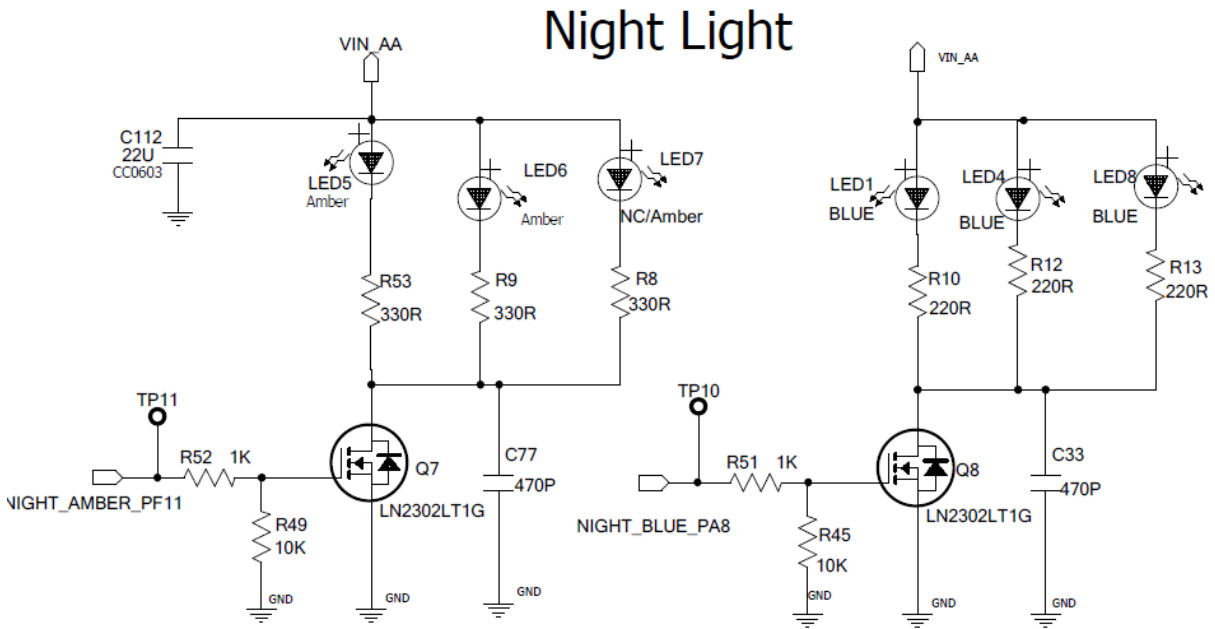 Night Light
VIN_AA
C112
22U
CC0603
LED5
Amber
LED6
Amber
LED7
NC/Amber
R53
330R
R9
330R
R8
330R
TP11
R52 1K
NIGHT_AMBER_PF11
R49
10K
GND
Q7
LN2302LT1G
GND
C77
470P
GND
VIN_AA
LED1
BLUE
LED4
BLUE
LED8
BLUE
R10
220R
R12
220R
R13
220R
TP10
R51 1K
NIGHT_BLUE_PA8
R45
10K
GND
Q8
LN2302LT1G
GND
C33
470P
GND